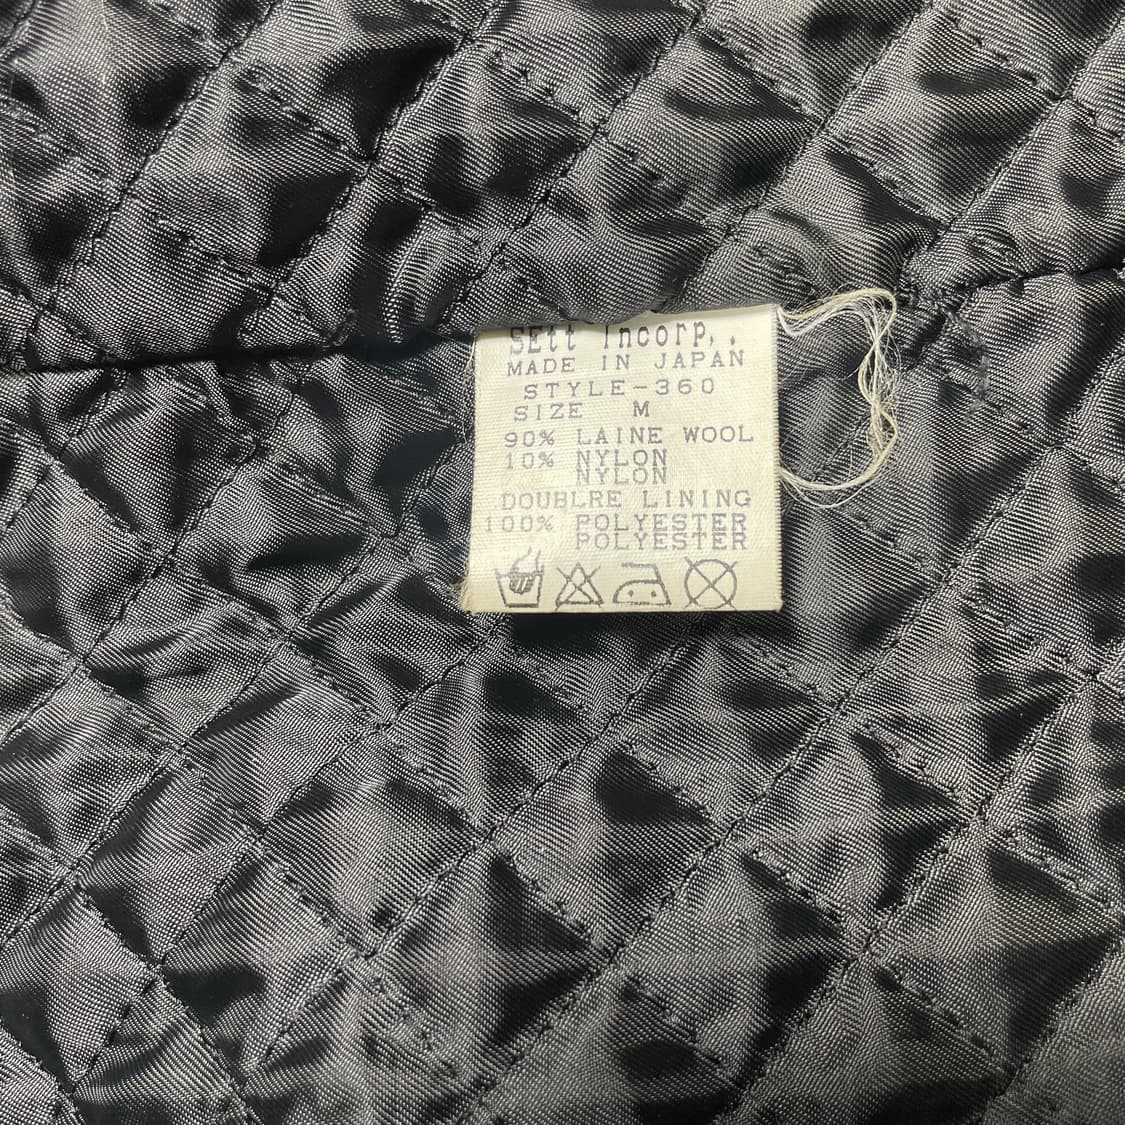 SEtt Incorp,.
MADE IN JAPAN
STYLE-360
SIZE M
90% LAINE WOOL
10% NYLON
NYLON
DOUBLRE LINING
100% POLYESTER
POLYESTER